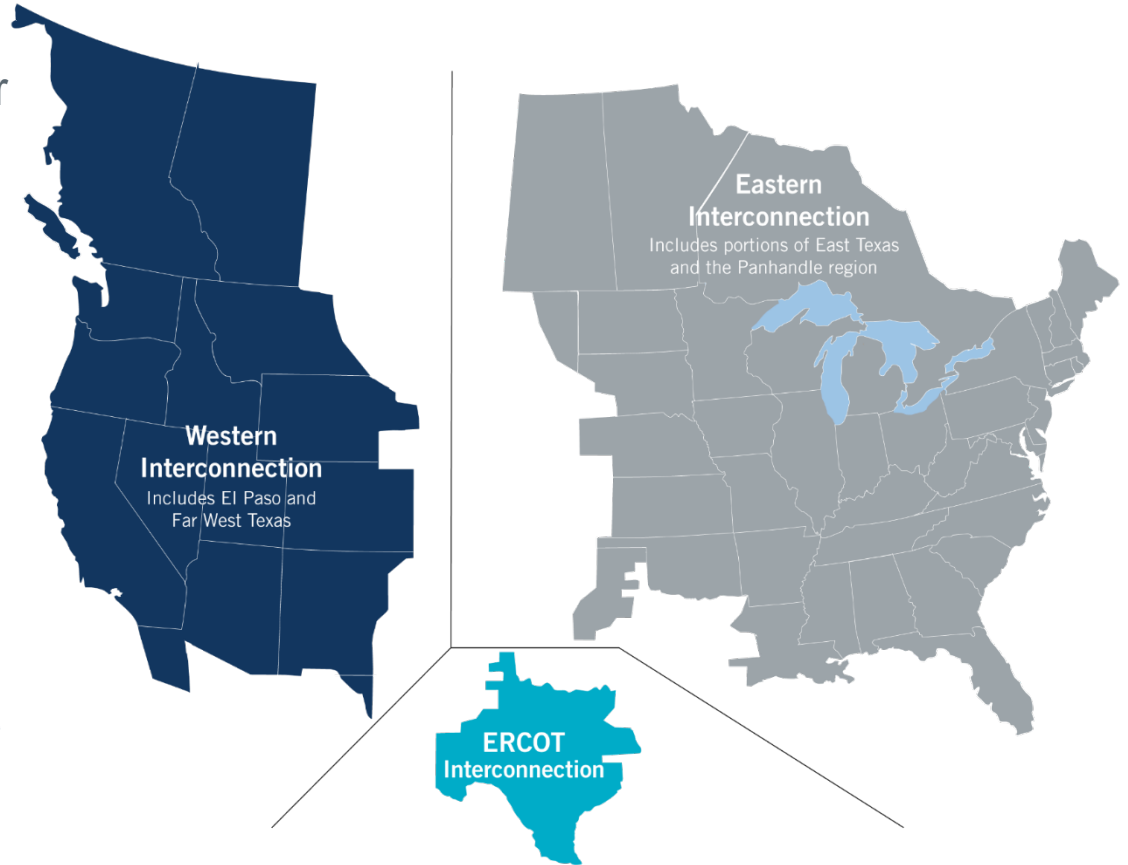 Western
Interconnection
Includes El Paso and
Far West Texas
Eastern
Interconnection
Includes portions of East Texas
and the Panhandle region
ERCOT
Interconnection